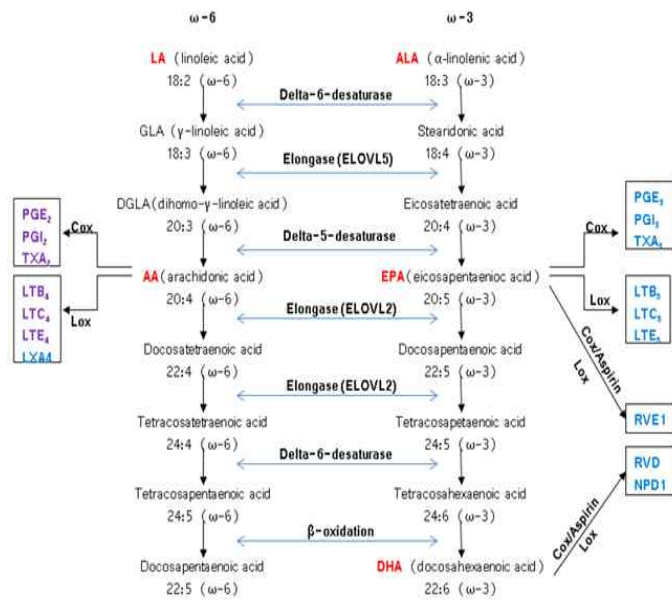 ω-6 ω-3
LA (linoleic acid) ALA (α-linolenic acid)
18:2 (ω-6) 18:3 (ω-3)
Delta-6-desaturase
GLA (γ-linoleic acid) Stearidonic acid
18:3 (ω-6) 18:4 (ω-3)
Elongase (ELOVL5)
DGLA(dihomo-γ-linoleic acid) Eicosatetraenoic acid
20:3 (ω-6) 20:4 (ω-3)
Delta-5-desaturase
PGE₂
PGI₂
TXA₂
Cox
PGE₃
PGI₃
TXA₃
Cox
AA(arachidonic acid) EPA(eicosapentaenioc acid)
20:4 (ω-6) 20:5 (ω-3)
LTB₄
LTC₄
LTE₄
LXA4
Lox
LTB₅
LTC₅
LTE₅
Lox
Elongase (ELOVL2)
Docosatetraenoic acid Docosapentaenoic acid
22:4 (ω-6) 22:5 (ω-3)
Cox/Aspirin
Lox
RVE1
Elongase (ELOVL2)
Tetracosatetraenoic acid Tetracosapetaenoic acid
24:4 (ω-6) 24:5 (ω-3)
Delta-6-desaturase
RVD
NPD1
Tetracosapentaenoic acid Tetracosahexaenoic acid
24:5 (ω-6) 24:6 (ω-3)
Cox/Aspirin
Lox
β-oxidation
Docosapentaenoic acid DHA (docosahexaenoic acid)
22:5 (ω-6) 22:6 (ω-3)